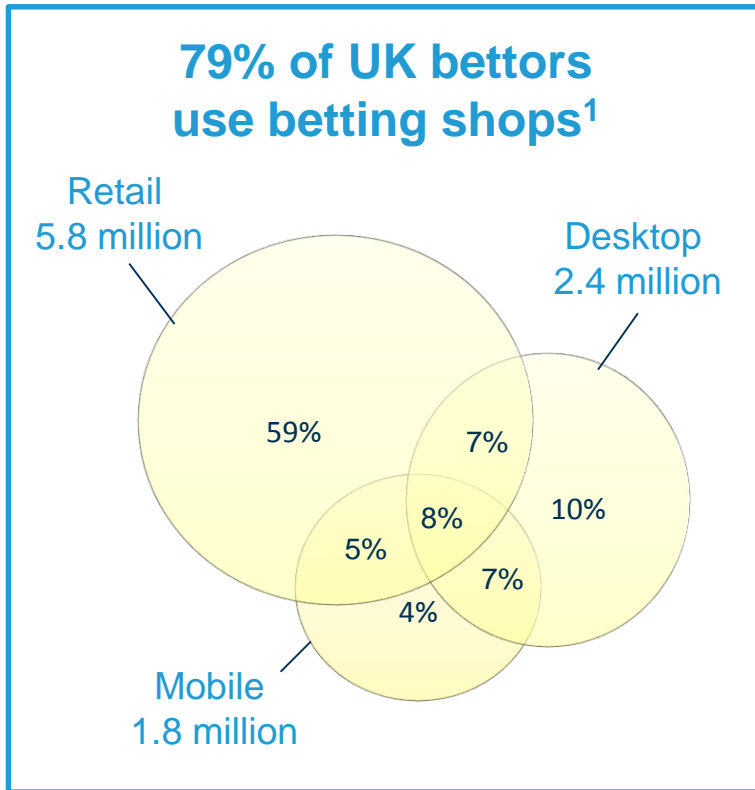 79% of UK bettors
use betting shops¹
Retail
5.8 million
Desktop
2.4 million
59%
7%
10%
8%
5%
7%
4%
Mobile
1.8 million